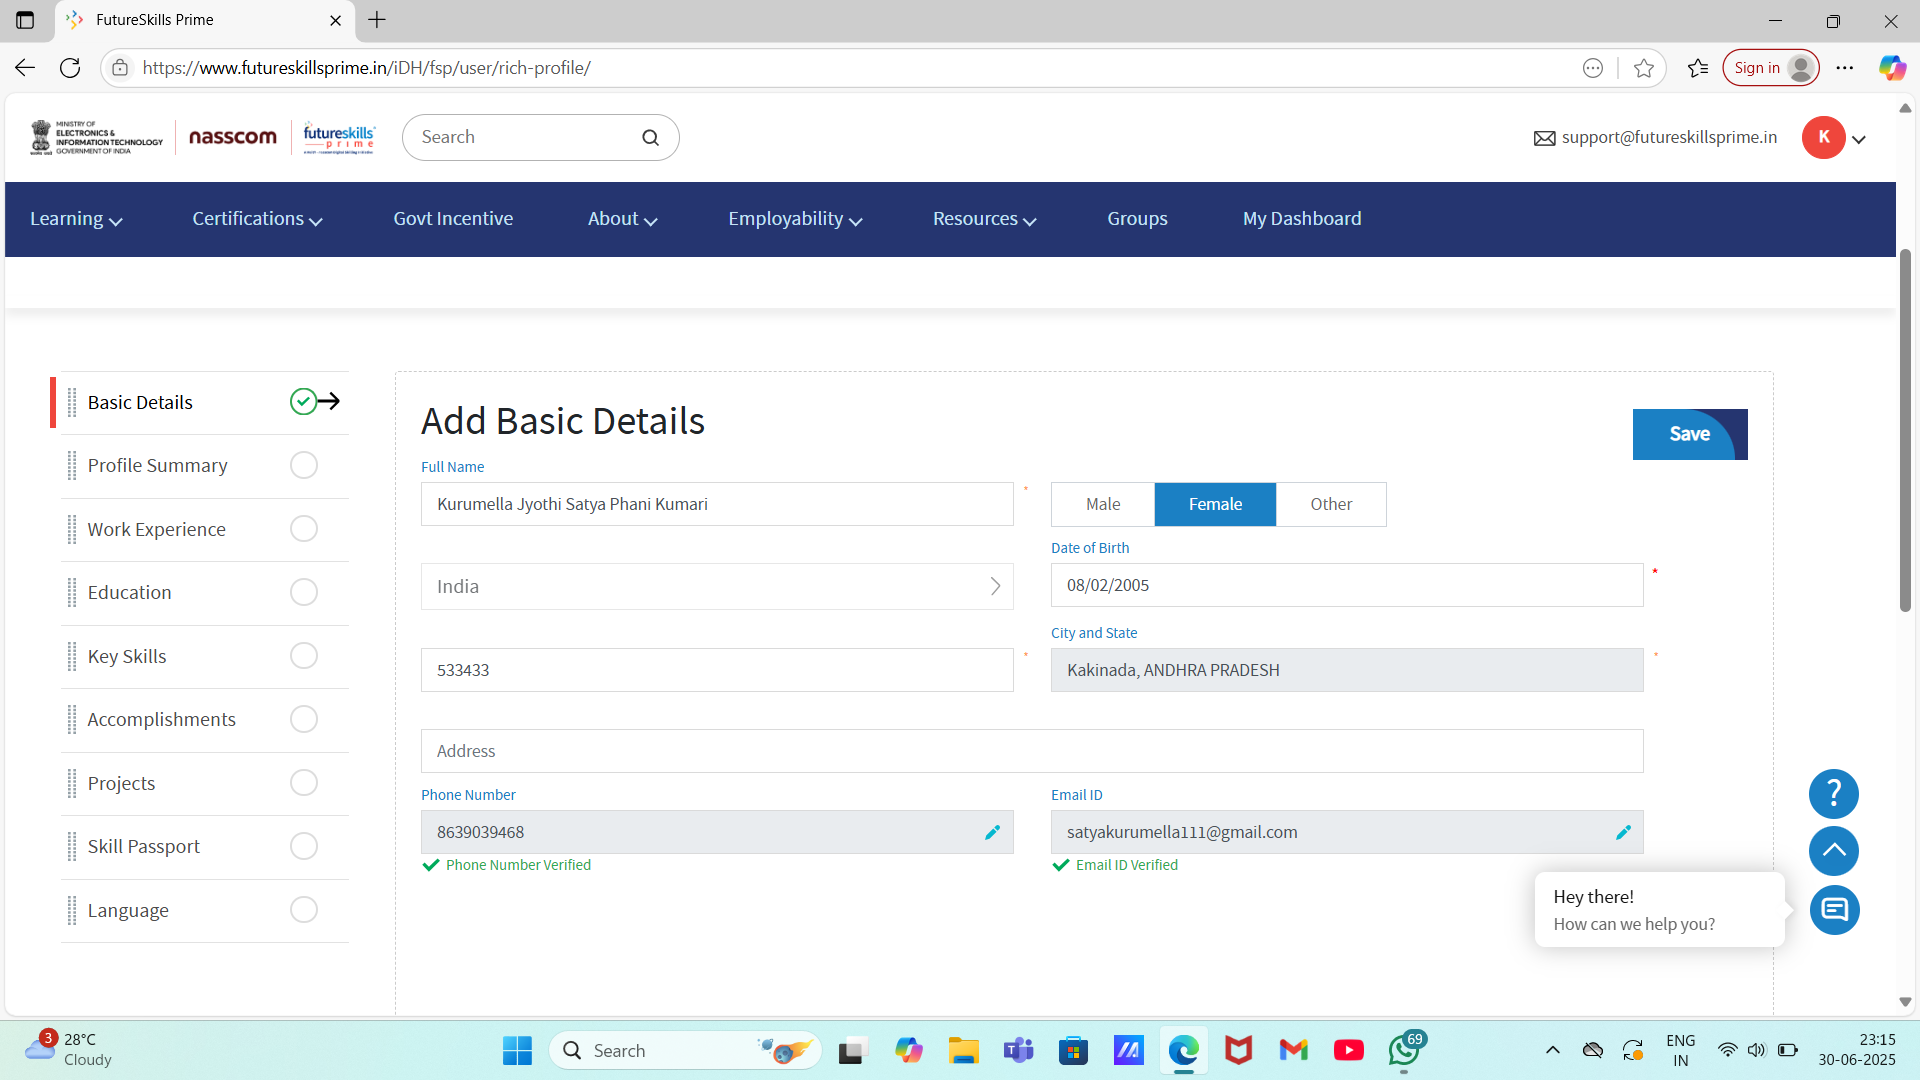 FutureSkills Prime
https://www.futureskillsprime.in/iDH/fsp/user/rich-profile/
Sign in
MINISTRY OF
ELECTRONICS &
INFORMATION TECHNOLOGY
GOVERNMENT OF INDIA
nasscom
futureskills
prime
Search
support@futureskillsprime.in
K
Learning
Certifications
Govt Incentive
About
Employability
Resources
Groups
My Dashboard
Basic Details
Profile Summary
Work Experience
Education
Key Skills
Accomplishments
Projects
Skill Passport
Language
Add Basic Details
Save
Full Name
Kurumella Jyothi Satya Phani Kumari
*
Male
Female
Other
Date of Birth
India
08/02/2005
*
City and State
533433
*
Kakinada, ANDHRA PRADESH
*
Address
Phone Number
Email ID
8639039468
satyakurumella111@gmail.com
Phone Number Verified
Email ID Verified
?
Hey there!
How can we help you?
3
28°C
Cloudy
Search
69
ENG
IN
23:15
30-06-2025